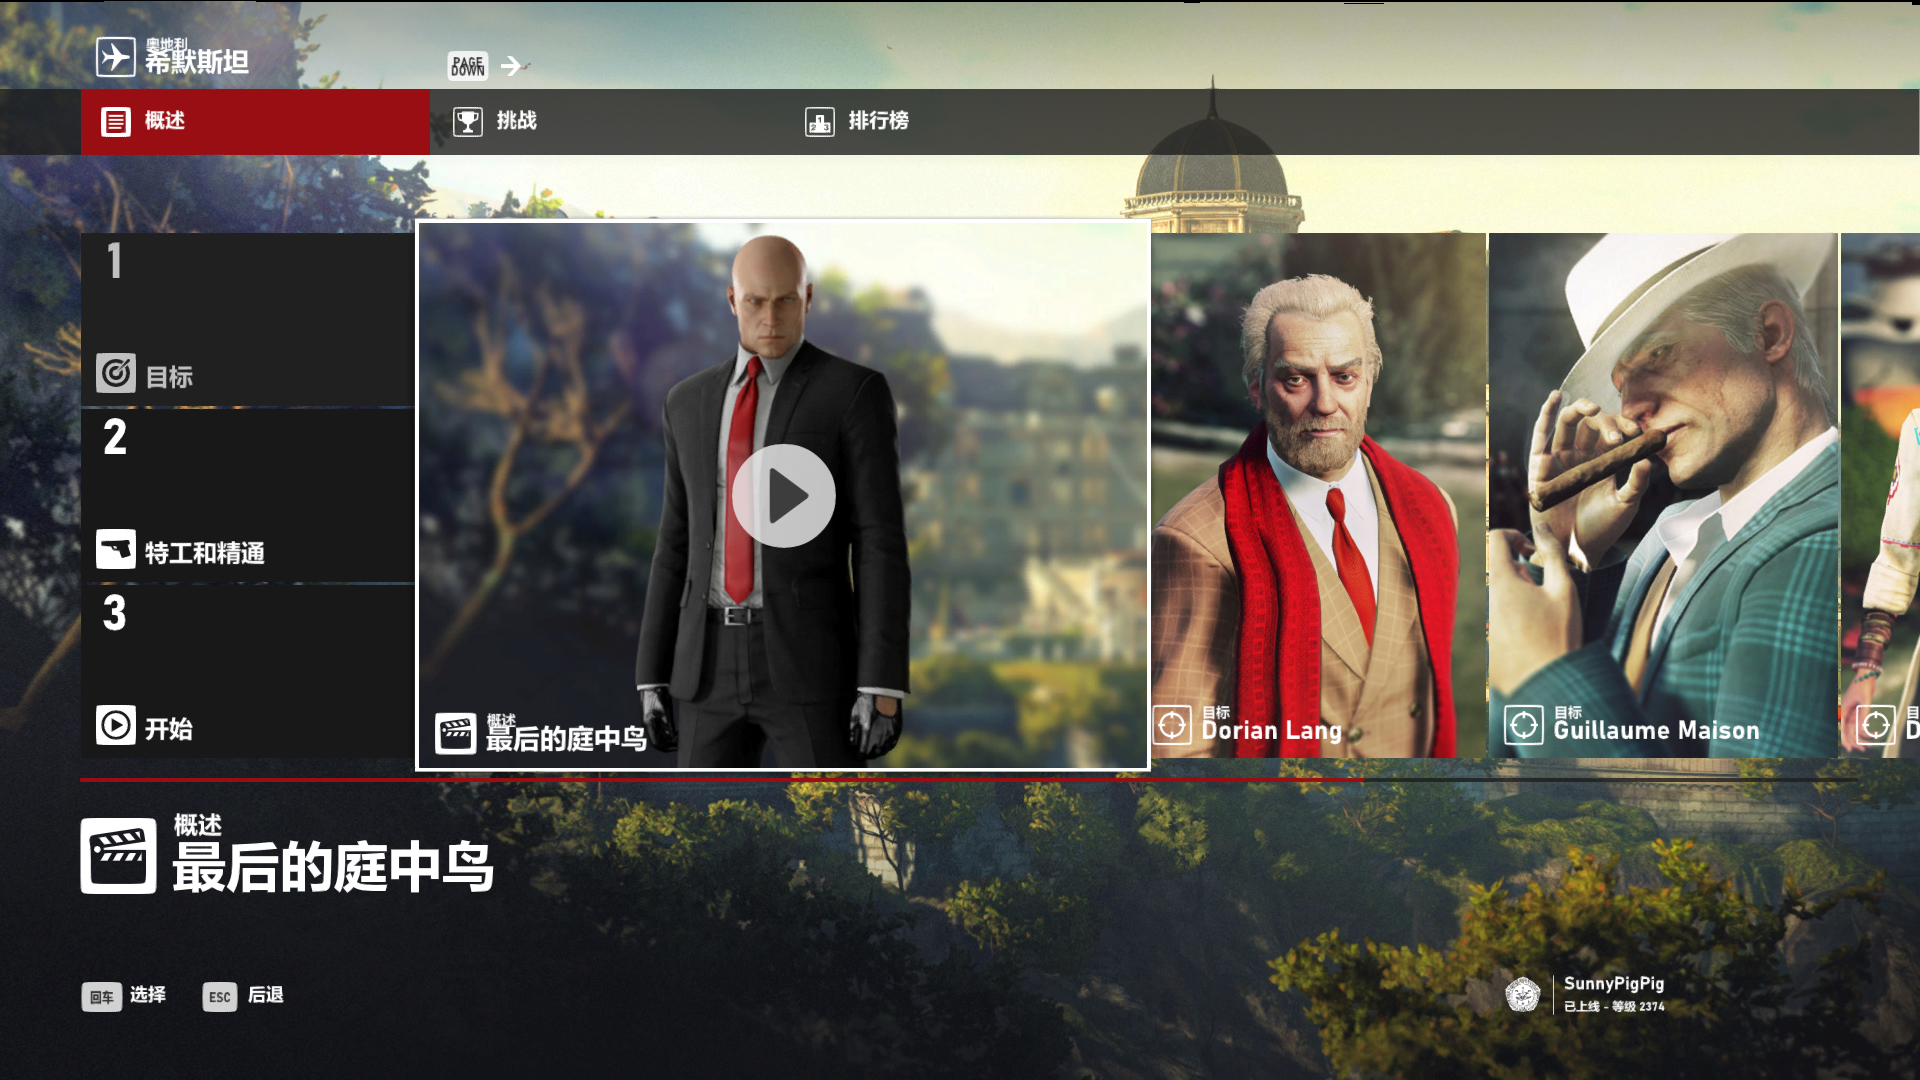 奥地利
希默斯坦
PAGE
DOWN
概述
挑战
排行榜
1
目标
2
特工和精通
3
开始
概述
最后的庭中鸟
目标
Dorian Lang
目标
Guillaume Maison
概述
最后的庭中鸟
回车 选择
ESC 后退
SunnyPigPig
已上线 - 等级 2374